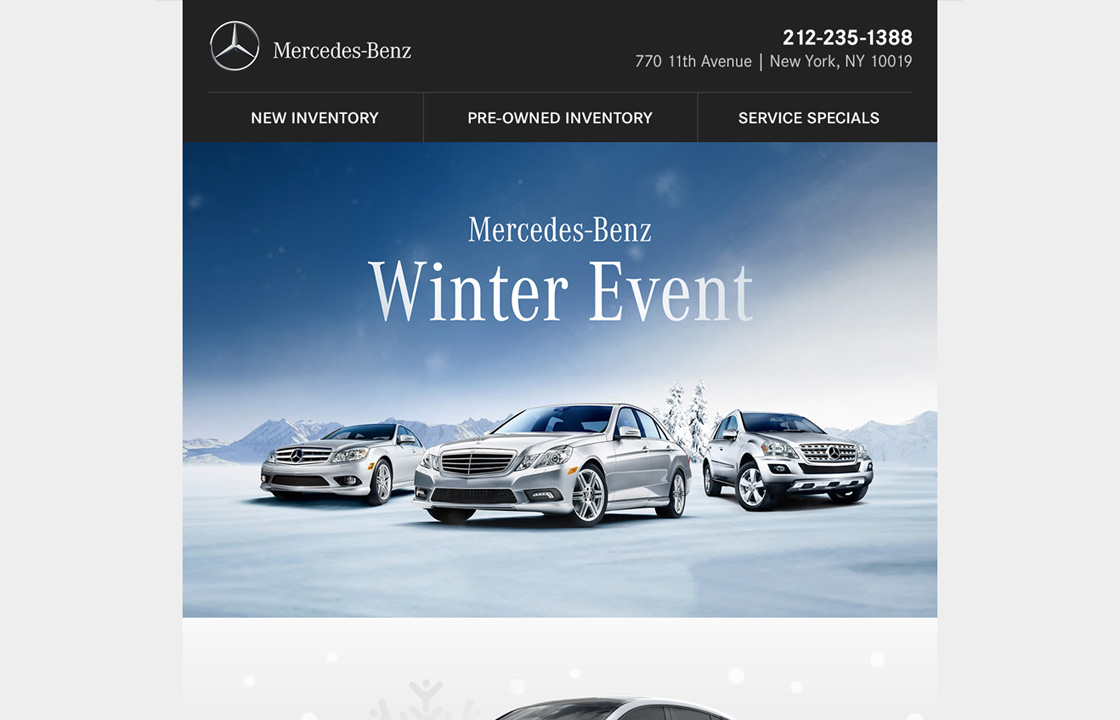 Mercedes-Benz
212-235-1388
770 11th Avenue | New York, NY 10019
NEW INVENTORY
PRE-OWNED INVENTORY
SERVICE SPECIALS
Mercedes-Benz
Winter Event